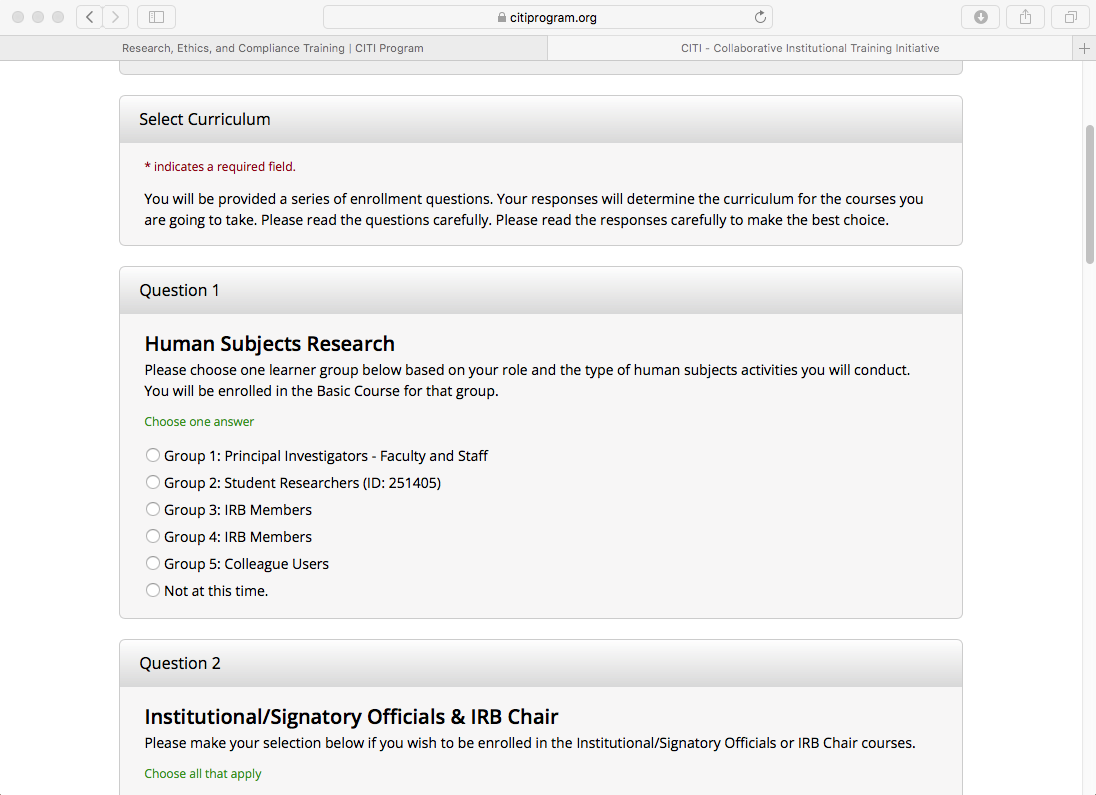 citiprogram.org
Research, Ethics, and Compliance Training | CITI Program
CITI - Collaborative Institutional Training Initiative
Select Curriculum
* indicates a required field.
You will be provided a series of enrollment questions. Your responses will determine the curriculum for the courses you
are going to take. Please read the questions carefully. Please read the responses carefully to make the best choice.
Question 1
Human Subjects Research
Please choose one learner group below based on your role and the type of human subjects activities you will conduct.
You will be enrolled in the Basic Course for that group.
Choose one answer
Group 1: Principal Investigators - Faculty and Staff
Group 2: Student Researchers (ID: 251405)
Group 3: IRB Members
Group 4: IRB Members
Group 5: Colleague Users
Not at this time.
Question 2
Institutional/Signatory Officials & IRB Chair
Please make your selection below if you wish to be enrolled in the Institutional/Signatory Officials or IRB Chair courses.
Choose all that apply